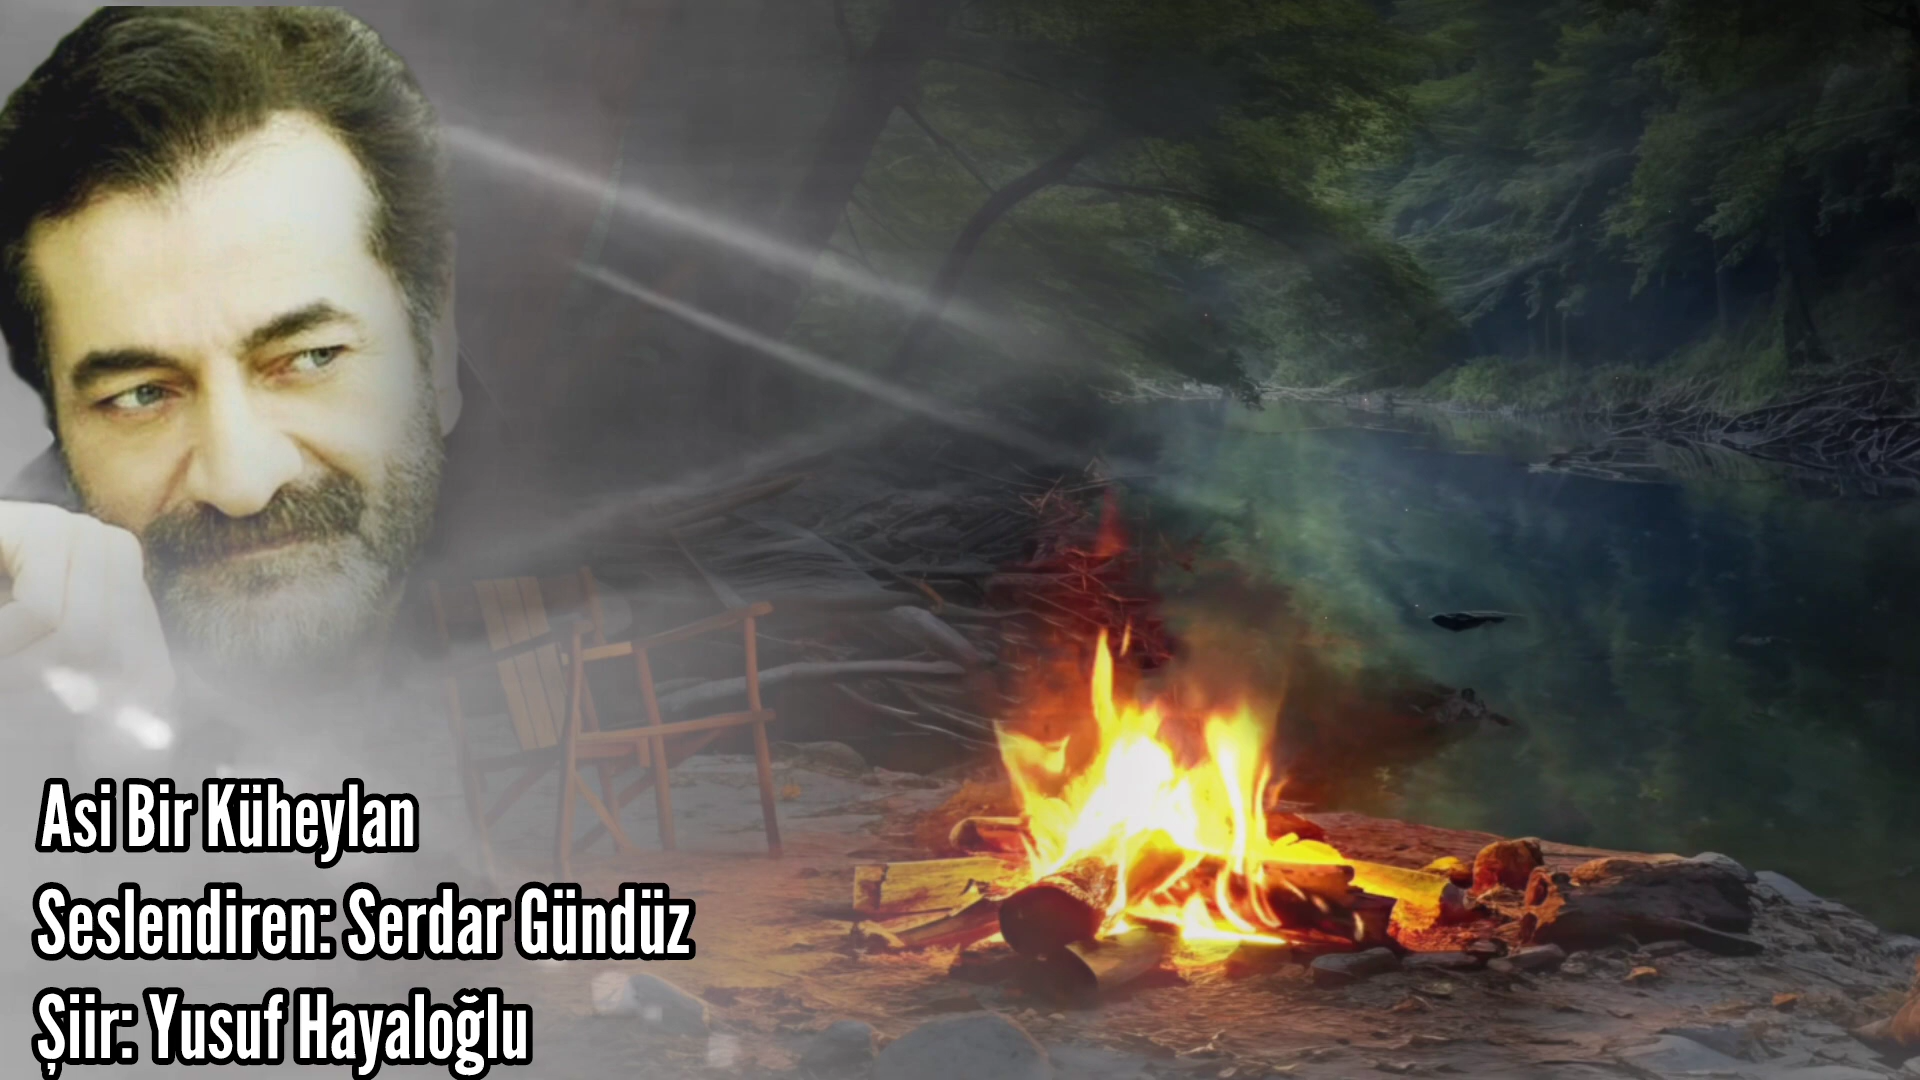 Asi Bir Küheylan
Seslendiren: Serdar Gündüz
Şiir: Yusuf Hayaloğlu